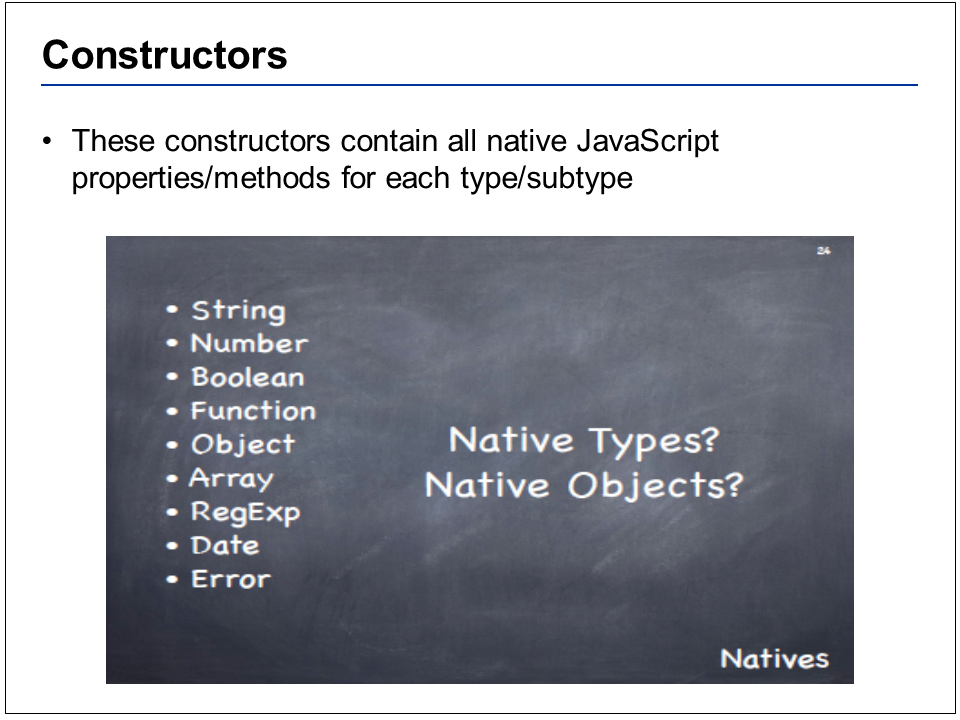 Constructors
• These constructors contain all native JavaScript
properties/methods for each type/subtype
24
• String
• Number
• Boolean
• Function
• Object
• Array
• RegExp
• Date
• Error
Native Types?
Native Objects?
Natives